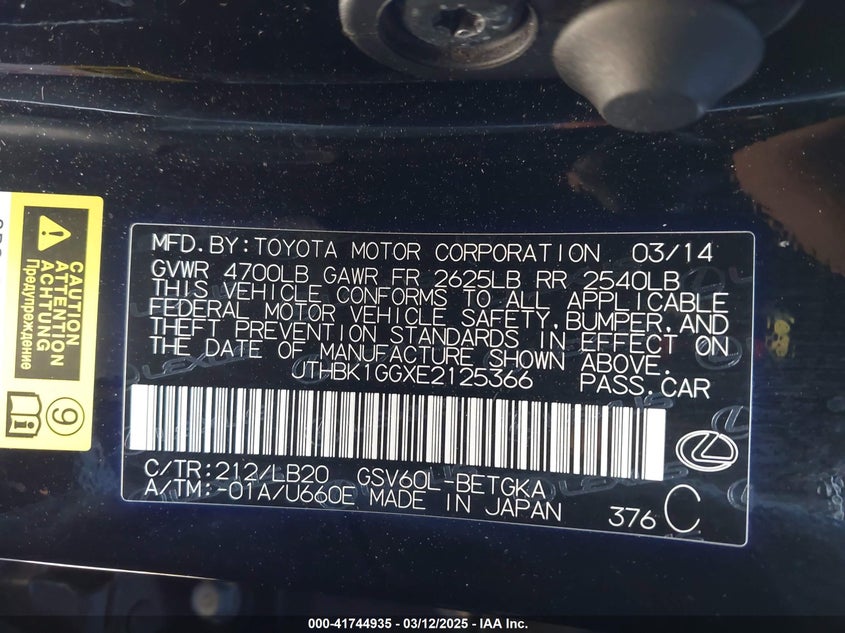 MFD.BY:TOYOTA MOTOR CORPORATION 03/14
GVWR 4700LB GAWR FR 2625LB RR 2540LB
THIS VEHICLE CONFORMS TO ALL APPLICABLE
FEDERAL MOTOR VEHICLE SAFETY,BUMPER,AND
THEFT PREVENTION STANDARDS IN EFFECT ON
THE DATE OF MANUFACTURE SHOWN ABOVE.
JTHBK1GGXE2125366 PASS.CAR
C/TR:212/LB20 GSV60L-BETGKA
A/TM:-01A/U660E MADE IN JAPAN
376 C
CAUTION
ATTENTION
ACHTUNG
Предупреждение
9
000-41744935 - 03/12/2025 - IAA Inc.